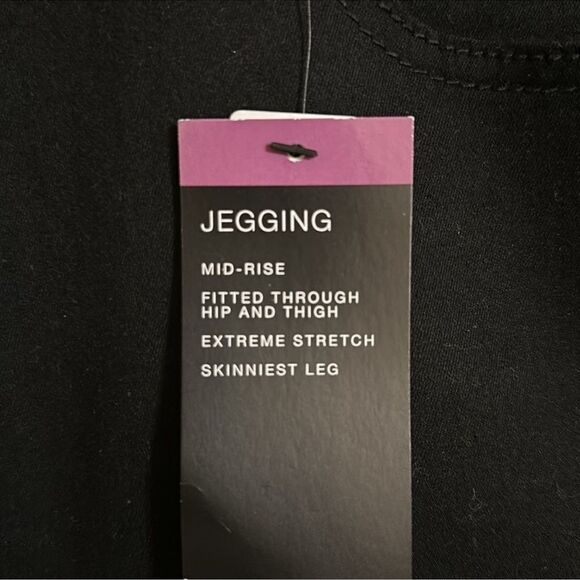 JEGGING
MID-RISE
FITTED THROUGH
HIP AND THIGH
EXTREME STRETCH
SKINNIEST LEG